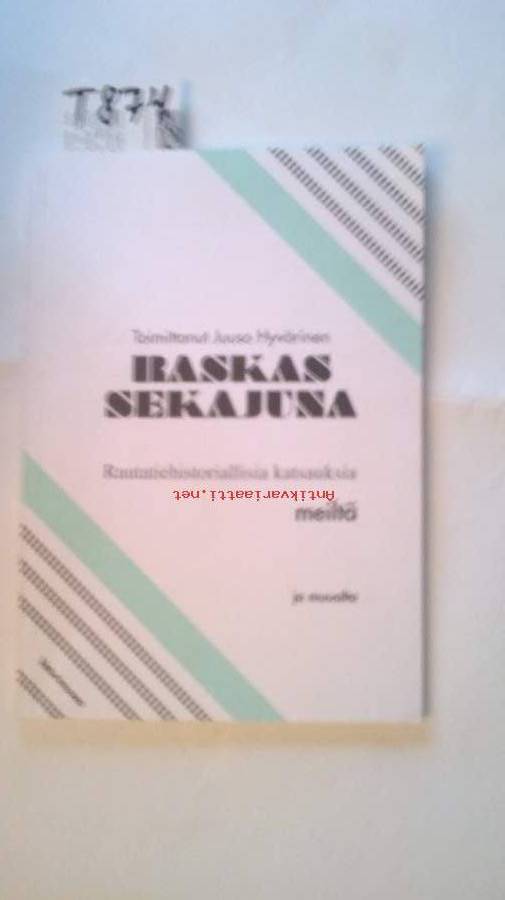 T874
Toimittanut Juuso Hyvärinen
RASKAS
SEKAJUNA
Rautatiehistoriallisia katsauksia
Antikvariaatti.net
meiltä
ja muualta